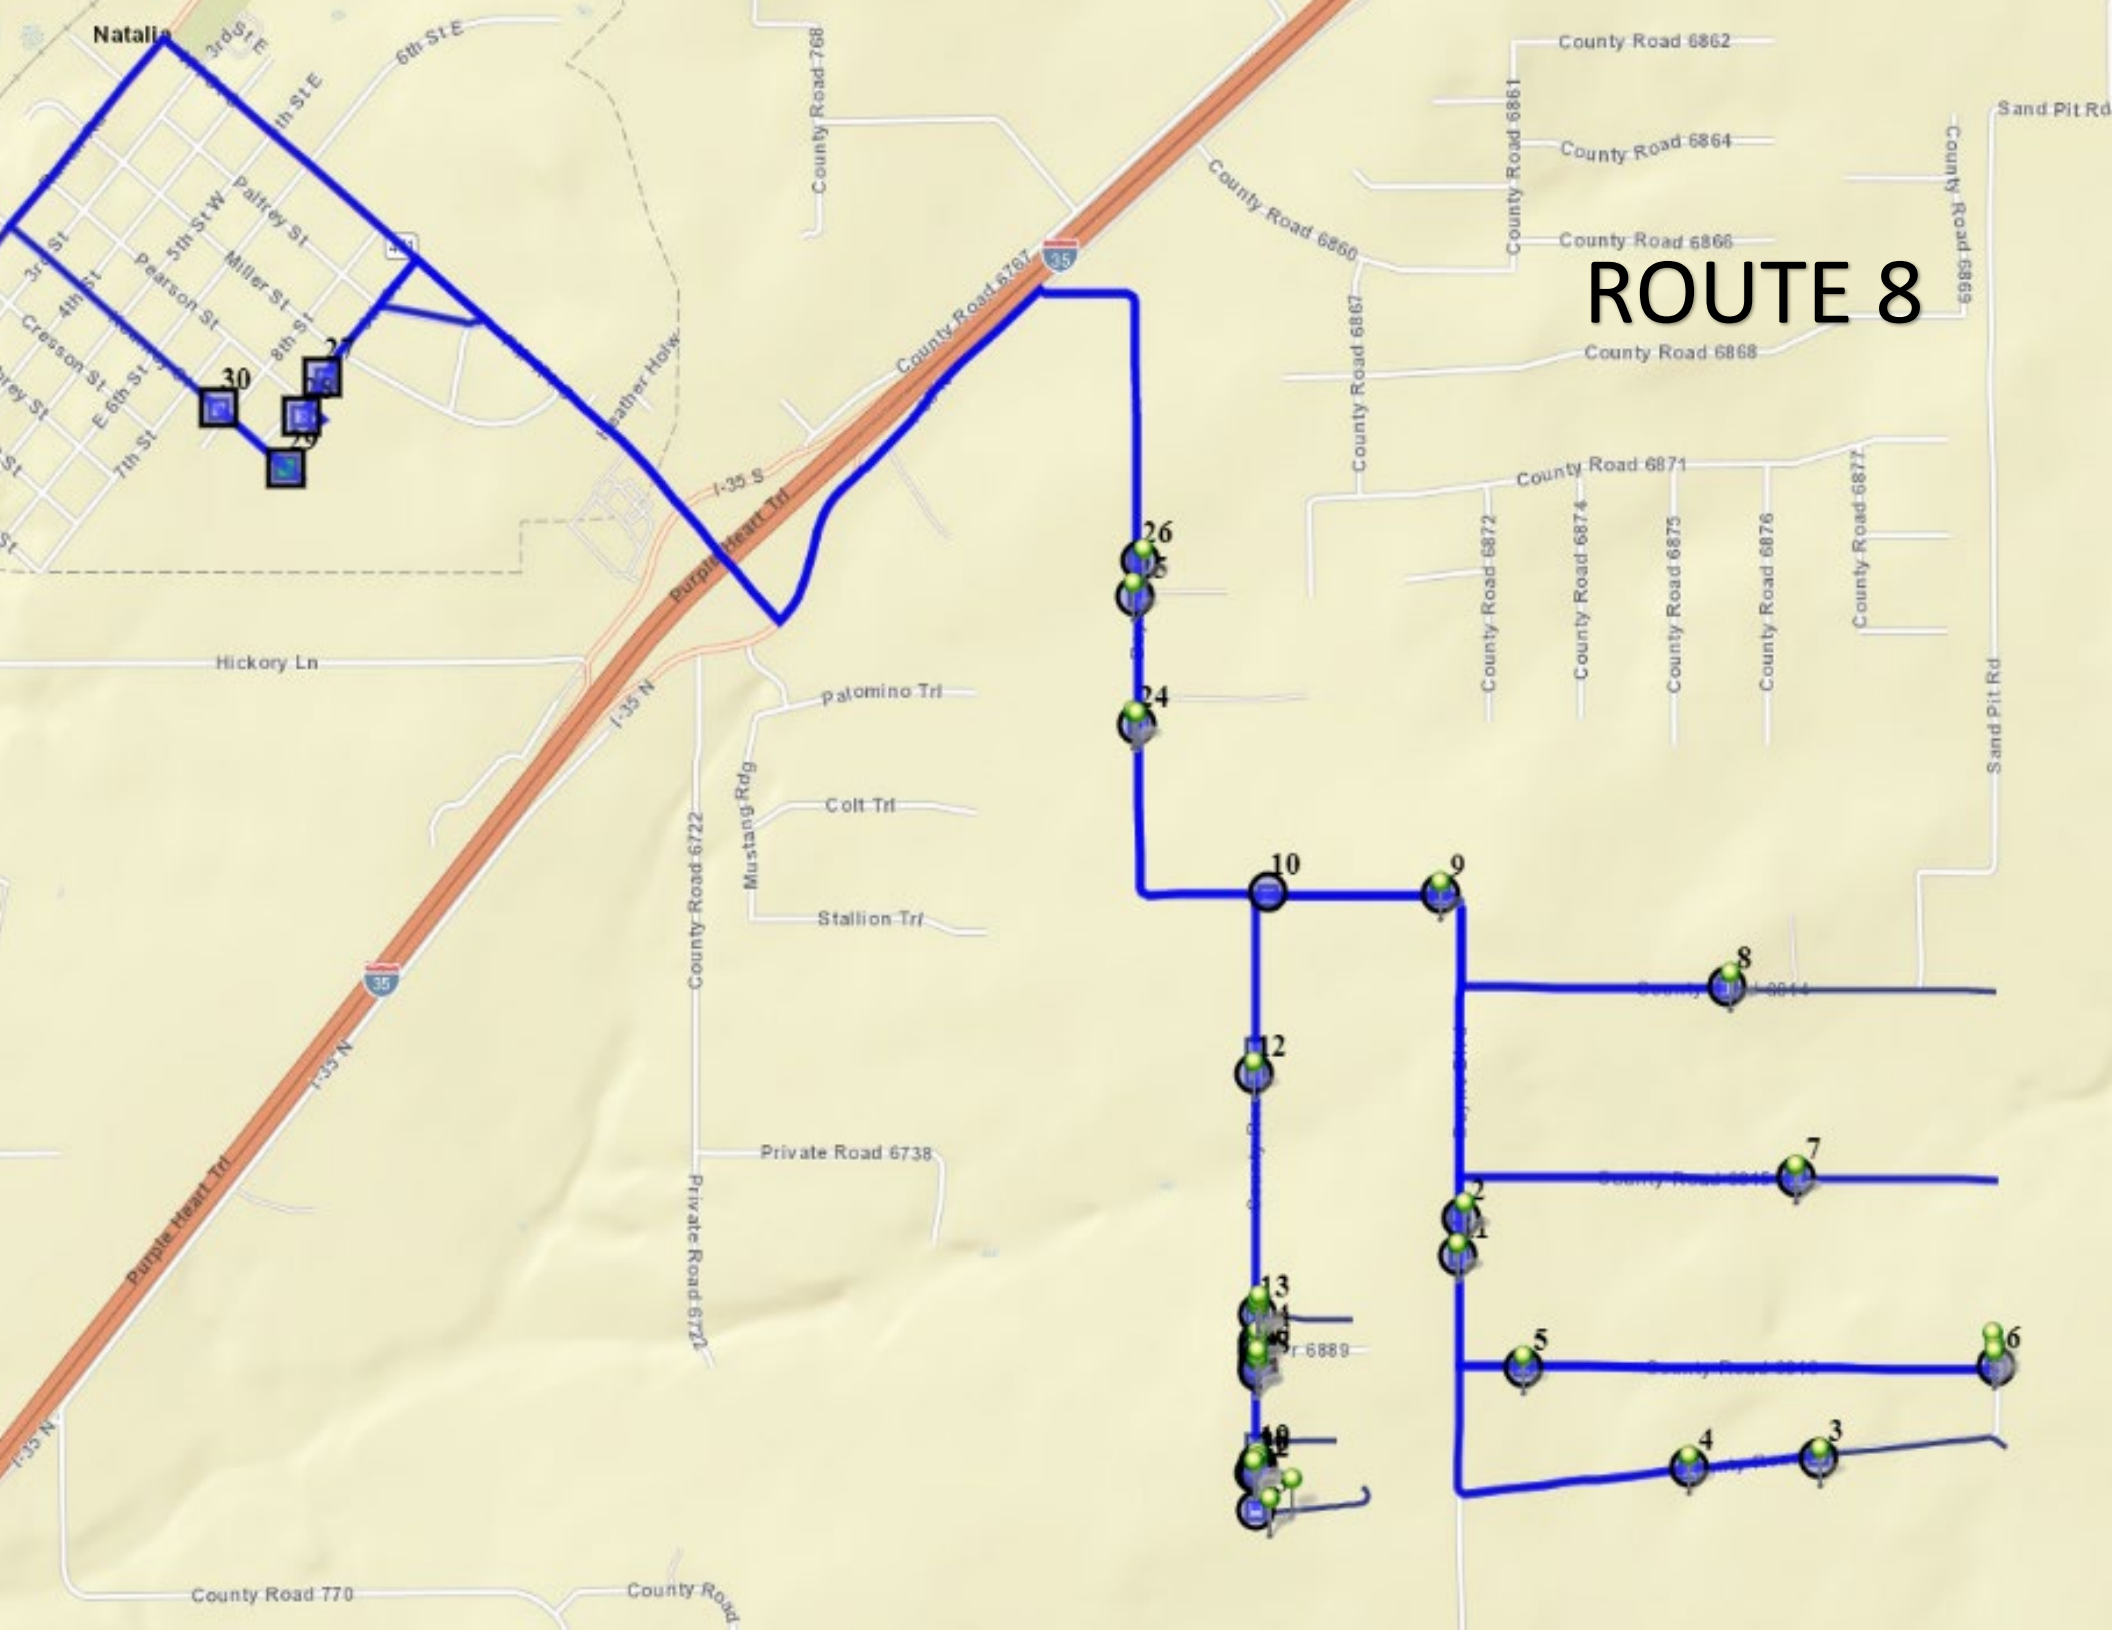 Natalia
3rd St E
6th St E
County Road 768
County Road 6862
County Road 6861
Sand Pit Rd
County Road 6864
County Road 6869
County Road 6860
County Road 6866
ROUTE 8
35
Palfrey St
5th St W
3rd St
Pearson St
Miller St
4th St
8th St
Cresson St
E 6th St
7th St
County Road 6767
County Road 6867
County Road 6868
27
30
29
I-35 S
Purple Heart Trl
County Road 6871
County Road 6877
County Road 6872
County Road 6874
County Road 6875
County Road 6876
26
Hickory Ln
I-35 N
Palomino Trl
24
Sand Pit Rd
Mustang Rdg
Colt Trl
County Road 6722
Stallion Trl
10
9
35
8
I-35 N
12
Private Road 6738
7
Purple Heart Trl
Private Road 6722
2
1
13
5
6
4
3
I-35 N
County Road 770
County Road